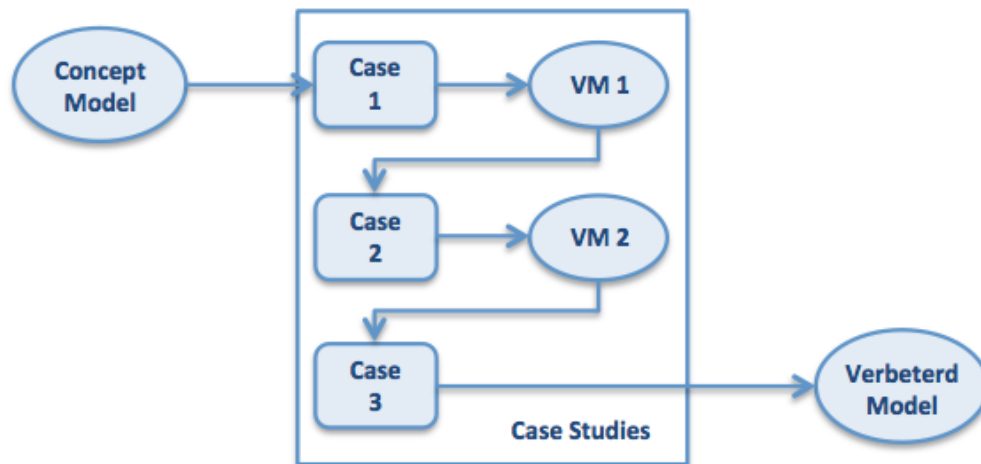 Concept
Model
Case
1
VM 1
Case
2
VM 2
Case
3
Verbeterd
Model
Case Studies